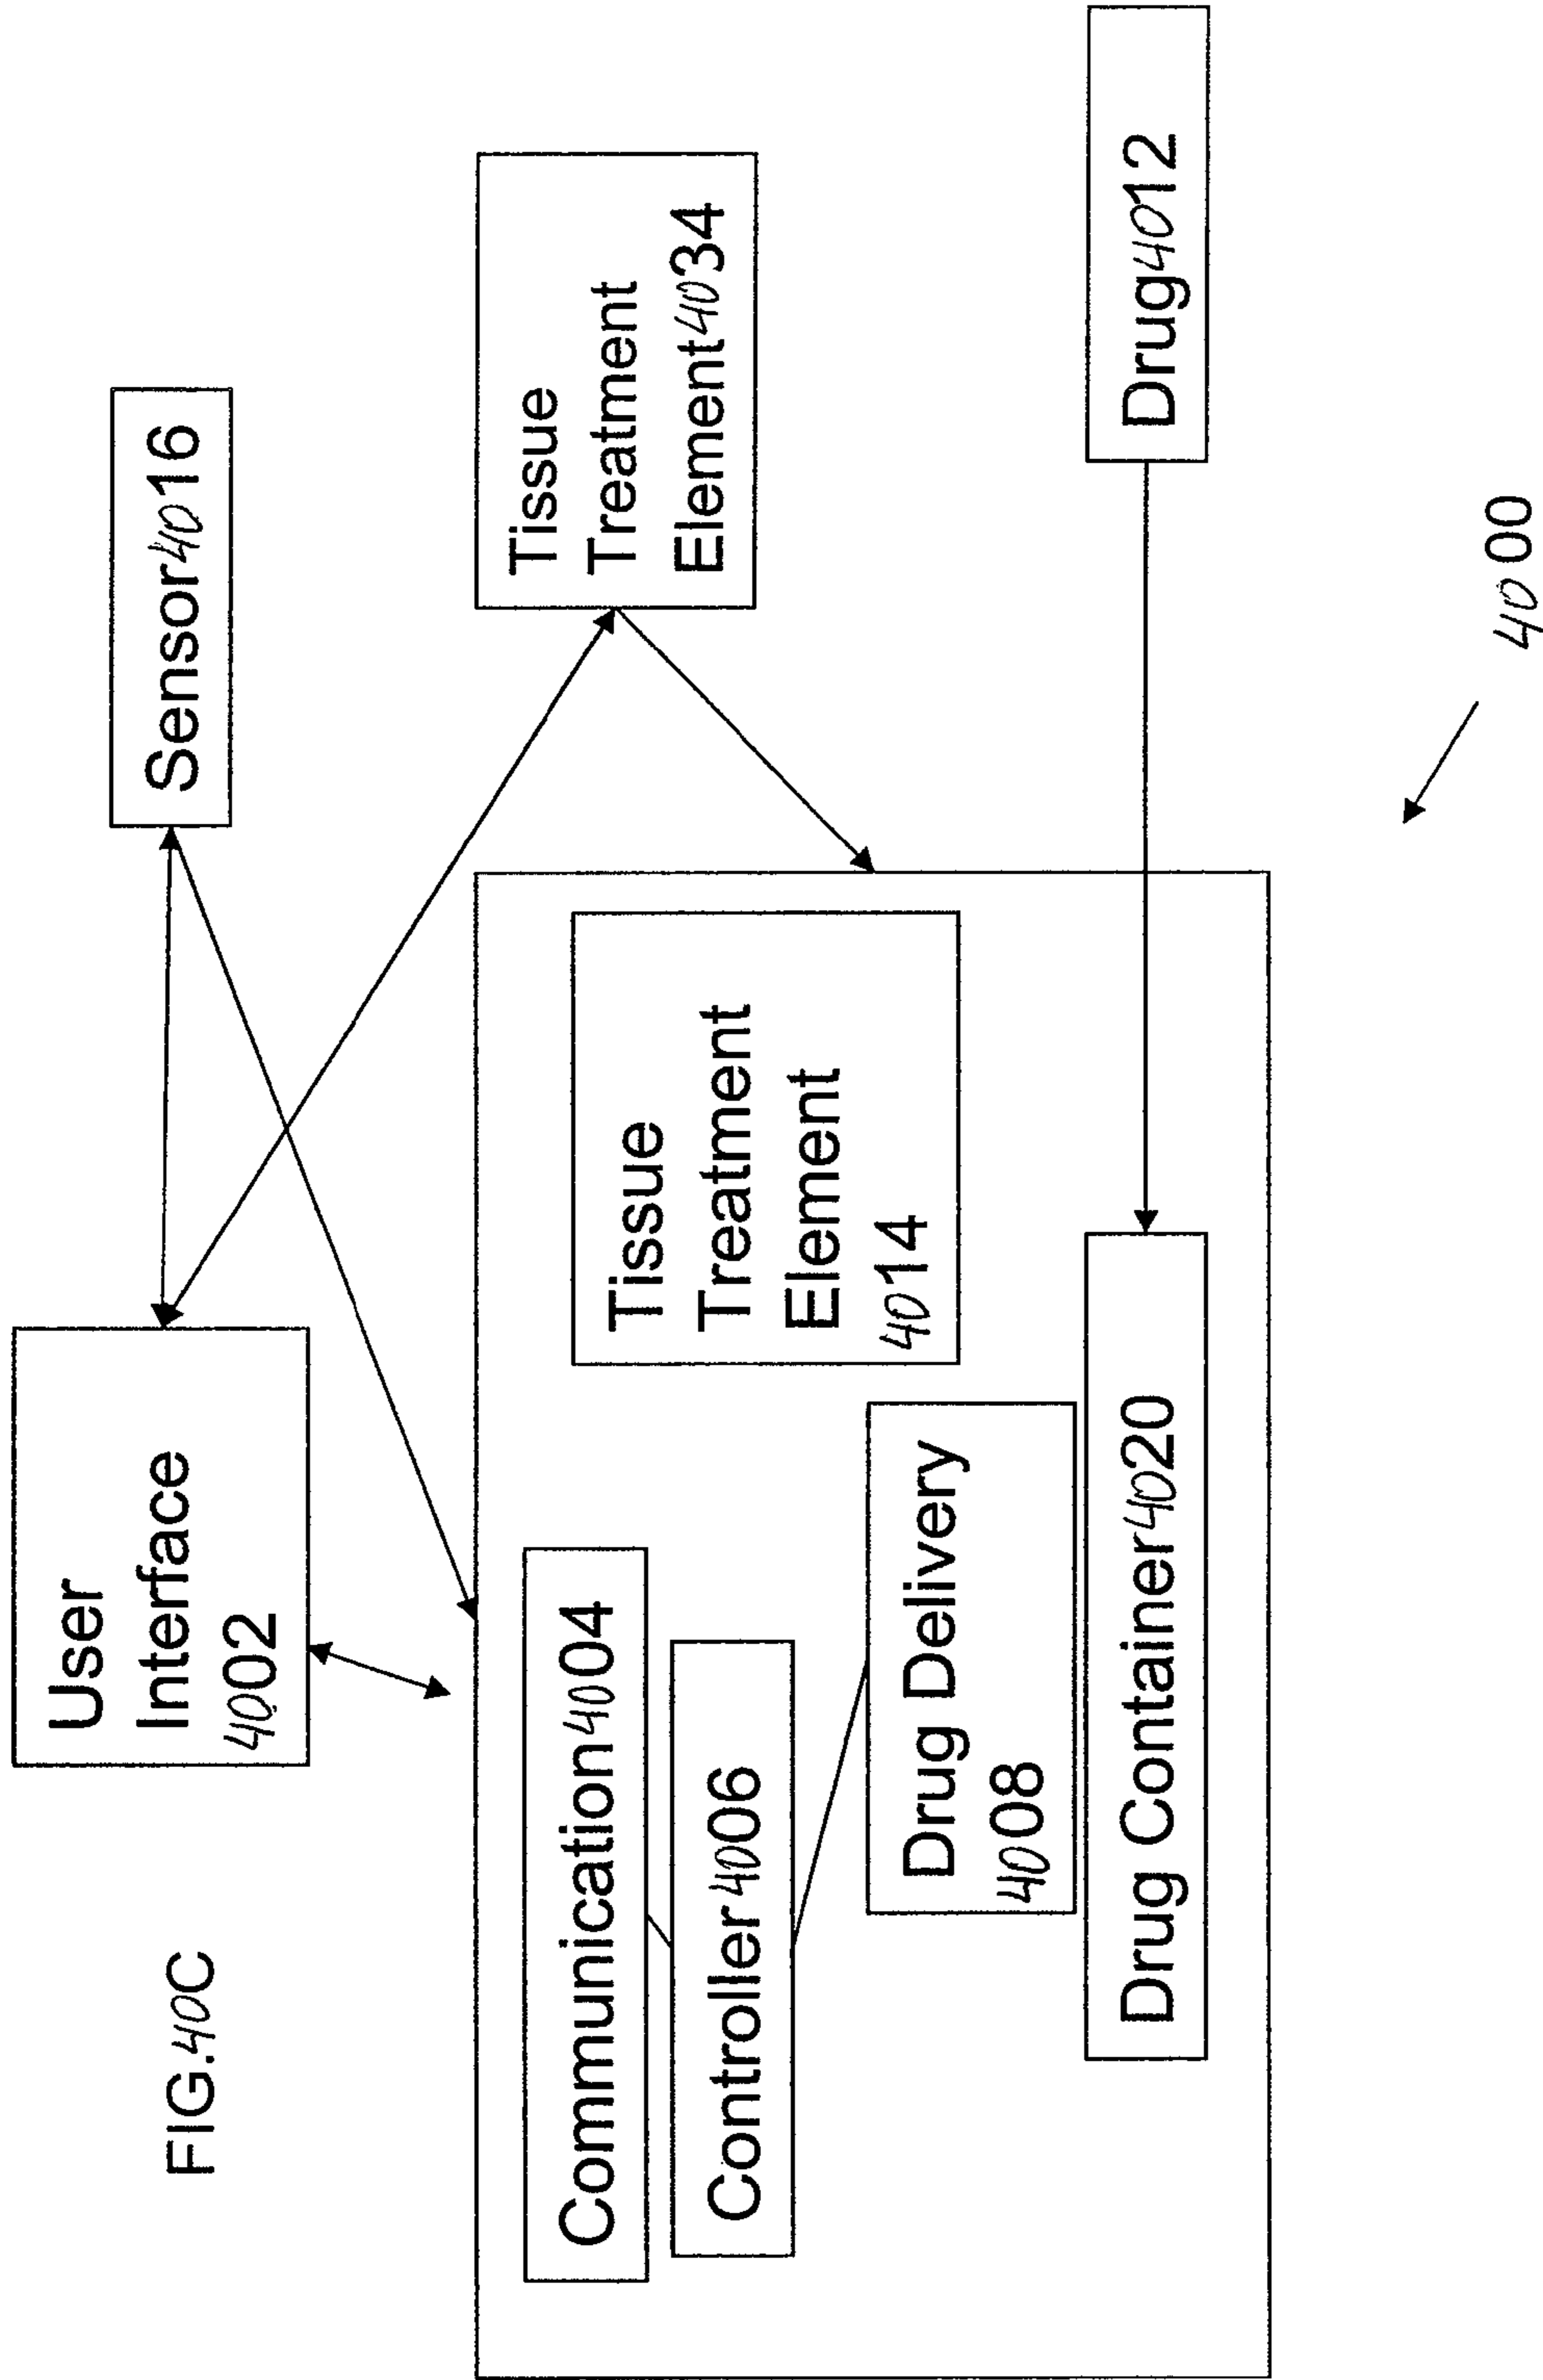 FIG.40C
User
Interface
4002
Sensor4016
Communication4004
Controller4006
Tissue
Treatment
Element
4014
Tissue
Treatment
Element4034
Drug Delivery
4008
Drug Container4020
Drug4012
4000